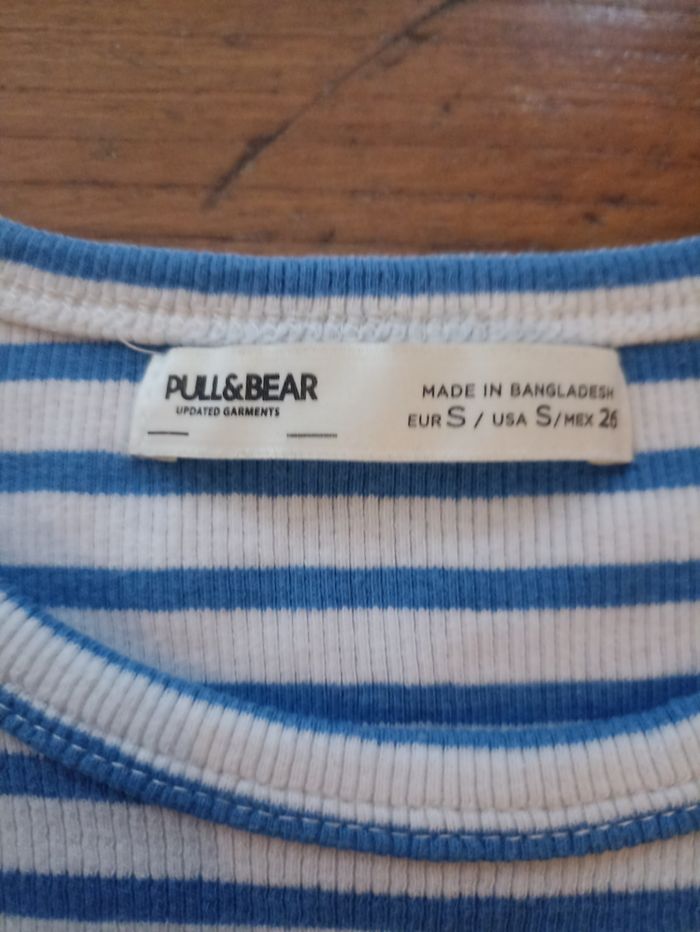 PULL&BEAR
UPDATED GARMENTS
MADE IN BANGLADESH
EUR S / USA S/MEX 26